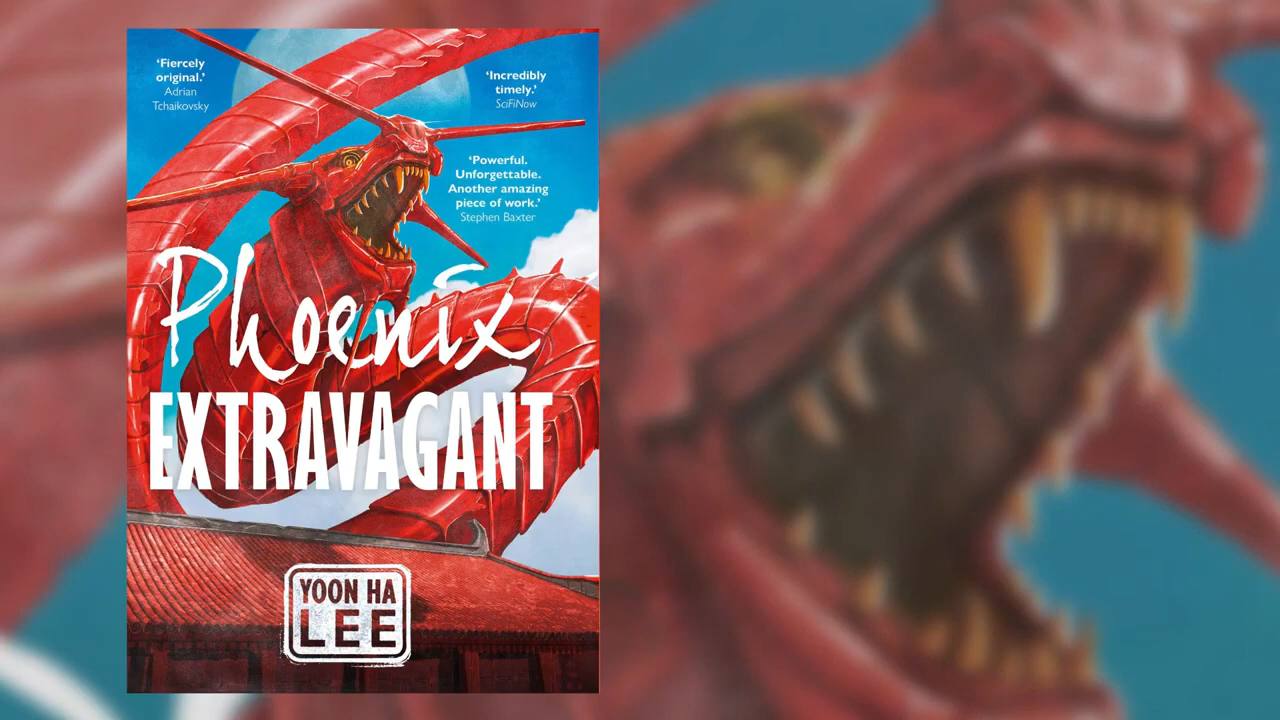 ‘Fiercely
original.’
Adrian
Tchaikovsky
‘Incredibly
timely.’
SciFiNow
‘Powerful.
Unforgettable.
Another amazing
piece of work.’
Stephen Baxter
Phoenix
EXTRAVAGANT
YOON HA
LEE